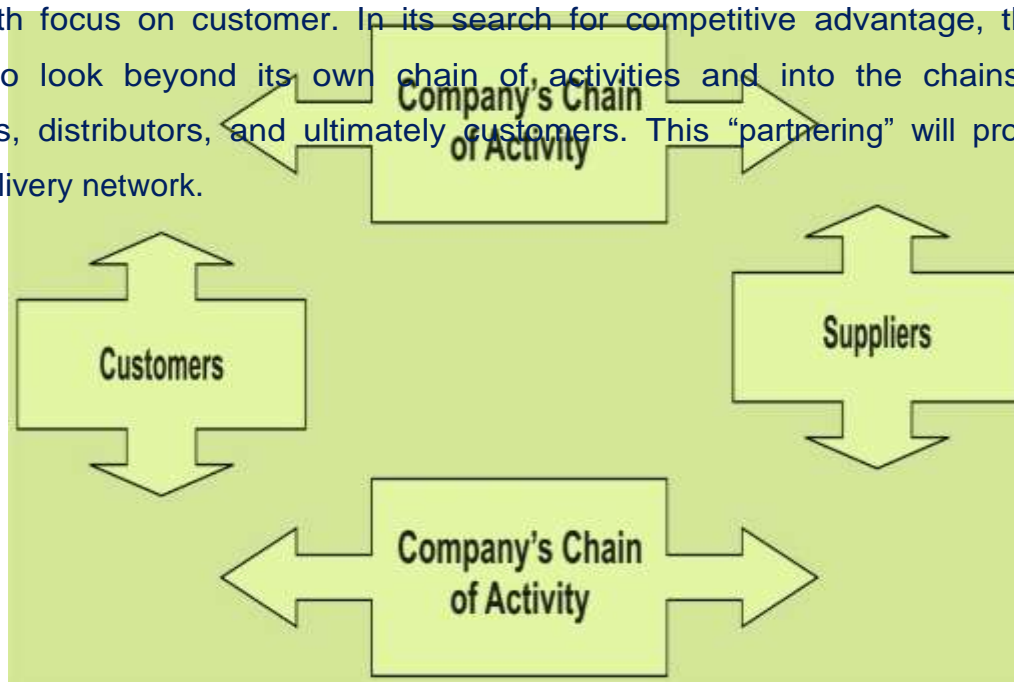 th focus on customer. In its search for competitive advantage, th
o look beyond its own chain of activities and into the chains
s, distributors, and ultimately customers. This “partnering” will pro
livery network.
Company's Chain
of Activity
Customers
Suppliers
Company's Chain
of Activity